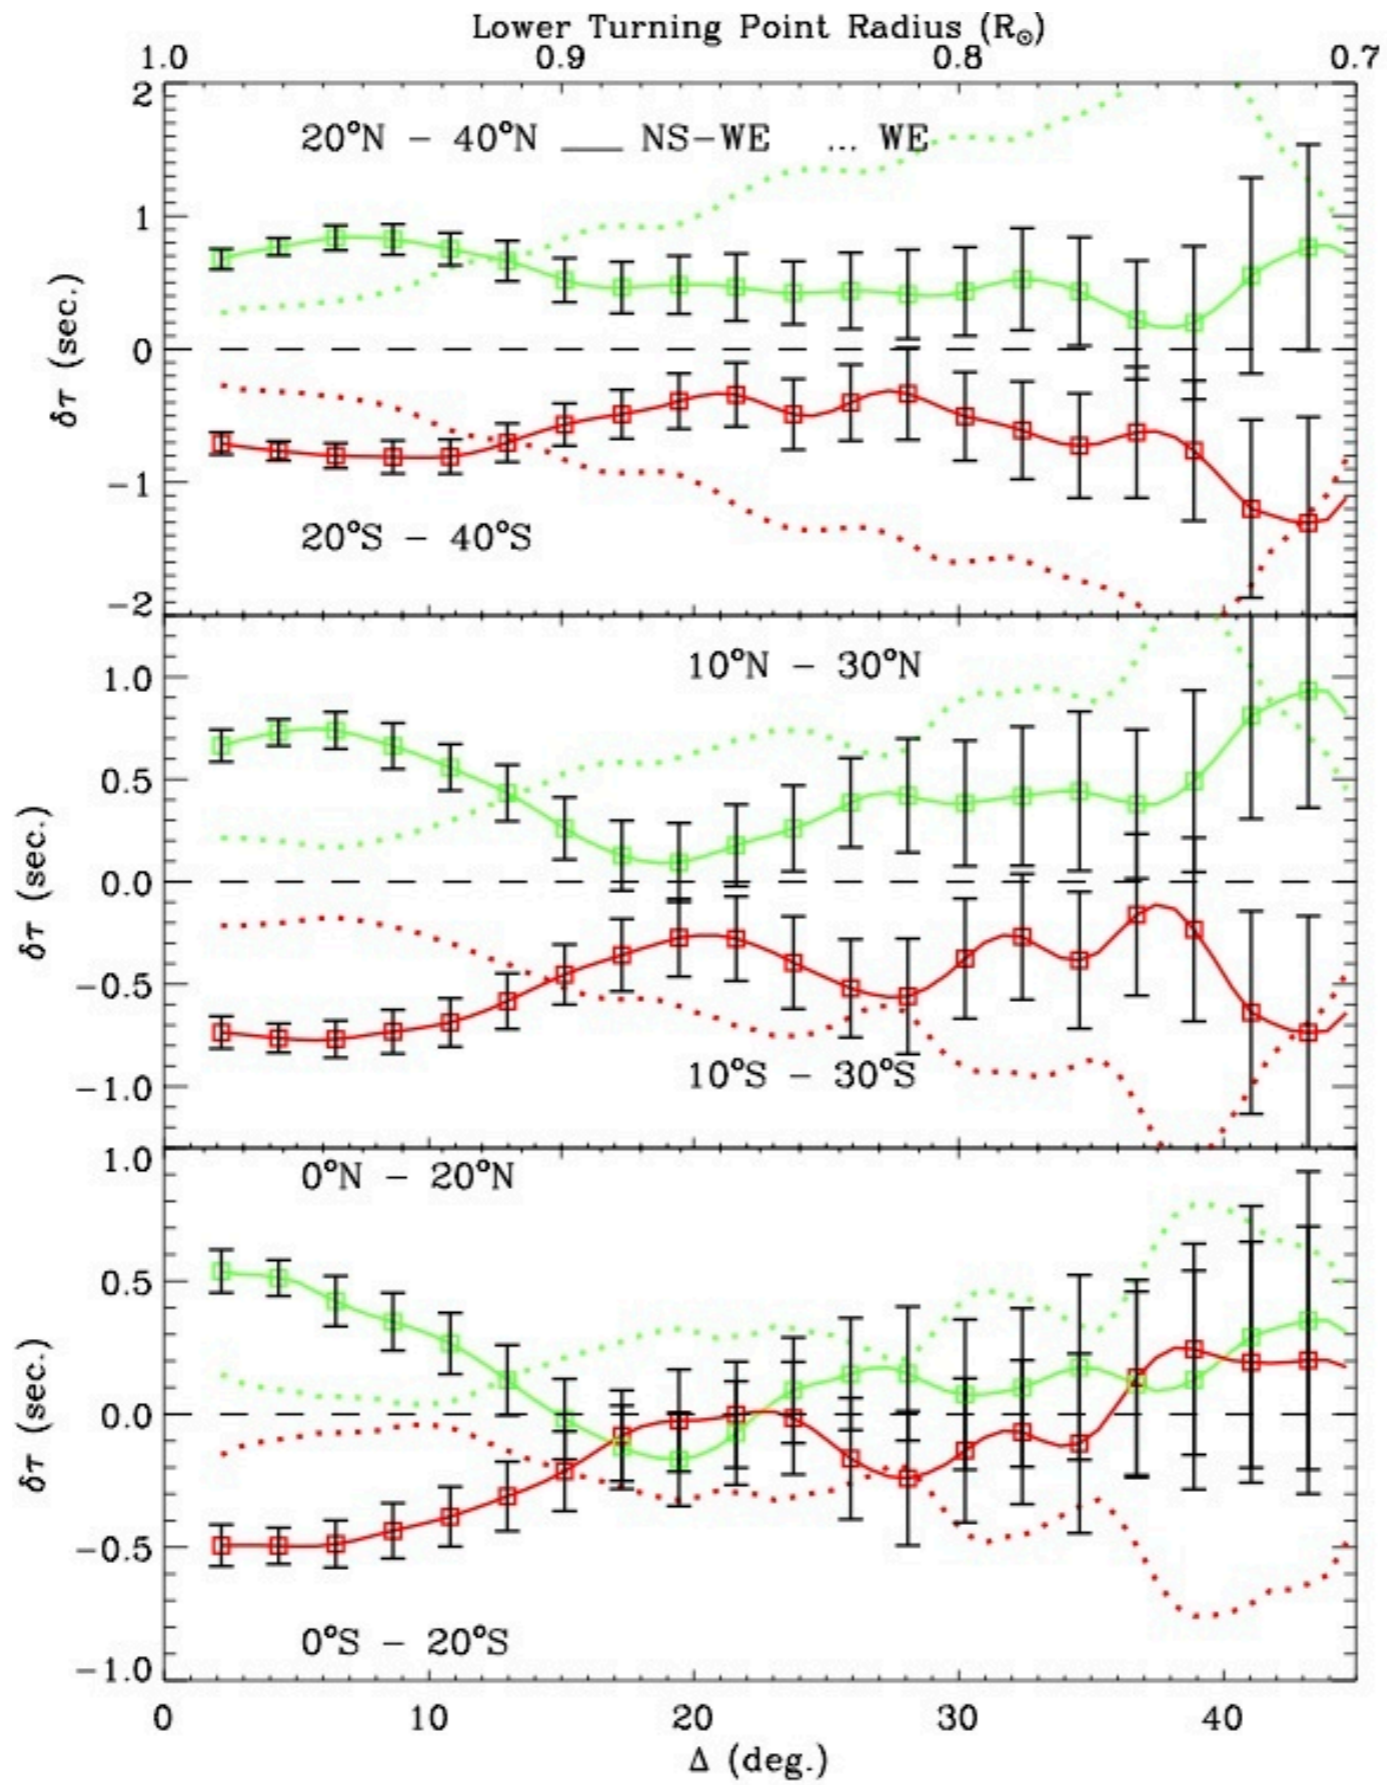 Lower Turning Point Radius (R⊙)
1.0 0.9 0.8 0.7
2
20°N − 40°N ___ NS−WE ... WE
1
0
δτ (sec.)
−1
20°S − 40°S
−2
10°N − 30°N
1.0
0.5
0.0
δτ (sec.)
−0.5
10°S − 30°S
−1.0
1.0
0°N − 20°N
0.5
0.0
δτ (sec.)
−0.5
0°S − 20°S
−1.0
0 10 20 30 40
Δ (deg.)